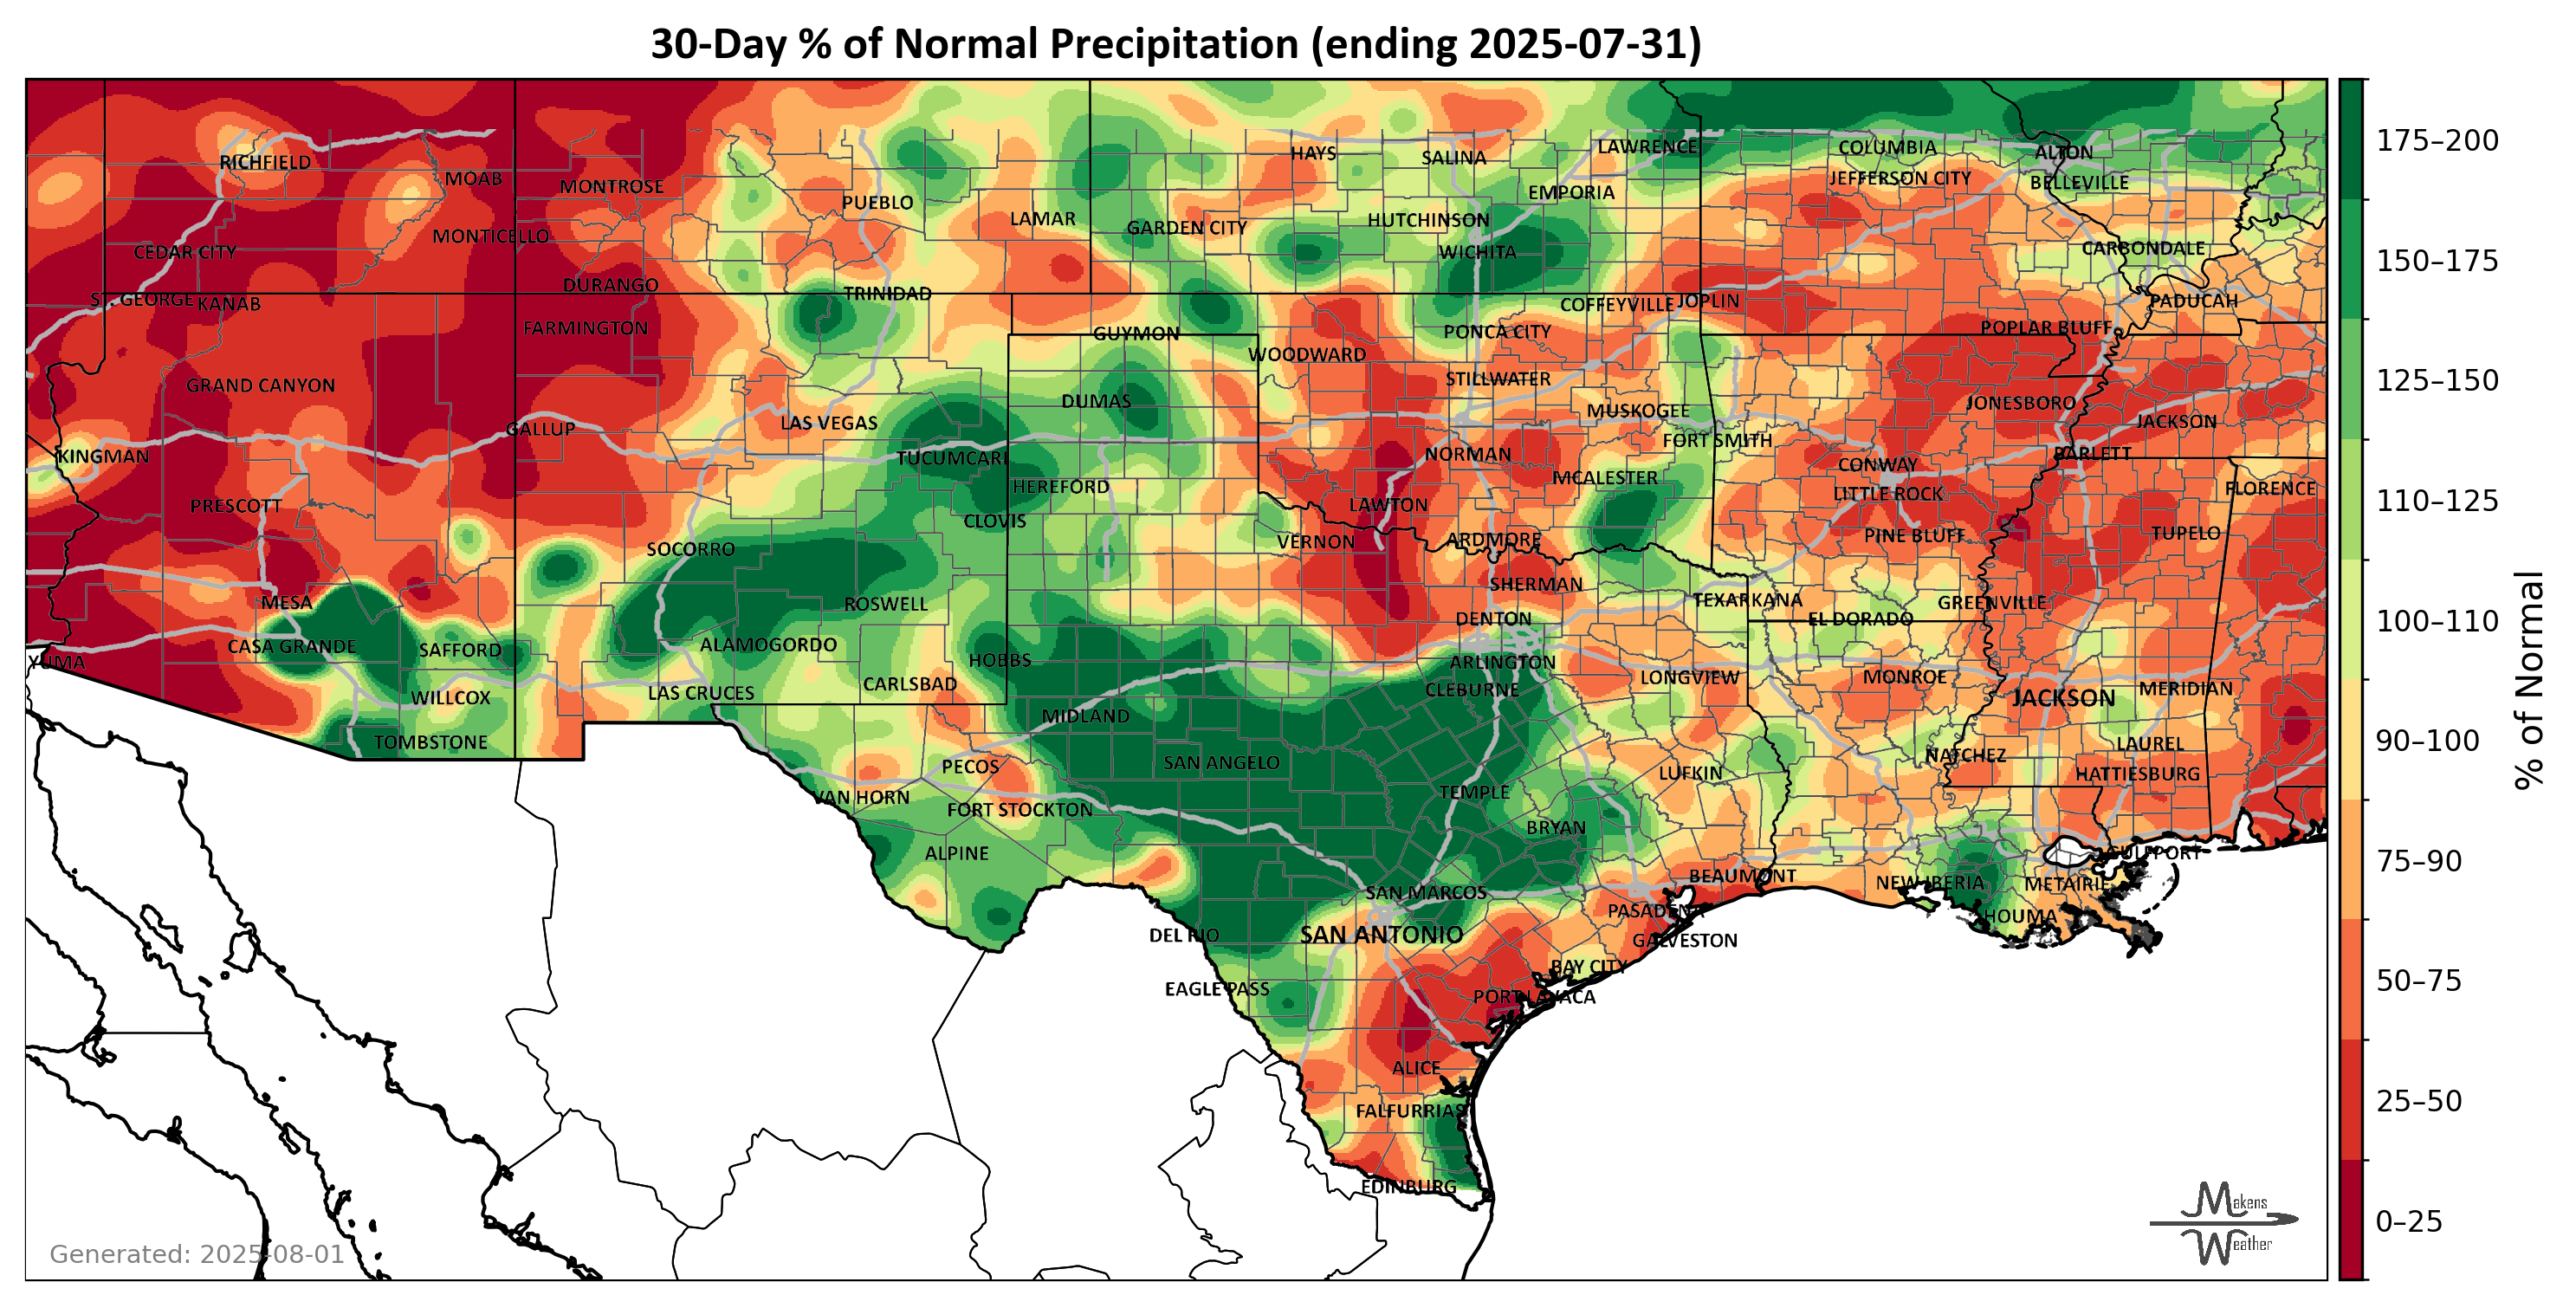 30-Day % of Normal Precipitation (ending 2025-07-31)
RICHFIELD
MOAB
MONTROSE
PUEBLO
LAMAR
HAYS
SALINA
LAWRENCE
COLUMBIA
ALTON
JEFFERSON CITY
BELLEVILLE
EMPORIA
GARDEN CITY
HUTCHINSON
MONTICELLO
CEDAR CITY
WICHITA
CARBONDALE
DURANGO
TRINIDAD
ST. GEORGE
KANAB
COFFEYVILLE
JOPLIN
PADUCAH
FARMINGTON
GUYMON
PONCA CITY
POPLAR BLUFF
WOODWARD
GRAND CANYON
STILLWATER
DUMAS
MUSKOGEE
JONESBORO
LAS VEGAS
JACKSON
GALLUP
FORT SMITH
KINGMAN
TUCUMCARI
NORMAN
BARLETT
CONWAY
HEREFORD
MCALESTER
LITTLE ROCK
FLORENCE
PRESCOTT
LAWTON
CLOVIS
TUPELO
PINE BLUFF
SOCORRO
VERNON
ARDMORE
SHERMAN
MESA
ROSWELL
TEXARKANA
GREENVILLE
DENTON
EL DORADO
CASA GRANDE
SAFFORD
ALAMOGORDO
HOBBS
ARLINGTON
YUMA
LAS CRUCES
CARLSBAD
CLEBURNE
LONGVIEW
MONROE
MERIDIAN
WILLCOX
JACKSON
MIDLAND
TOMBSTONE
NATCHEZ
LAUREL
SAN ANGELO
PECOS
LUFKIN
HATTIESBURG
VAN HORN
FORT STOCKTON
TEMPLE
BRYAN
ALPINE
GULFPORT
BEAUMONT
NEW IBERIA
METAIRIE
SAN MARCOS
PASADENA
HOUMA
DEL RIO
SAN ANTONIO
GALVESTON
BAY CITY
EAGLE PASS
PORT LAVACA
ALICE
FALFURRIAS
EDINBURG
Generated: 2025-08-01
Makens
Weather
175–200
150–175
125–150
110–125
100–110
90–100
75–90
50–75
25–50
0–25
% of Normal